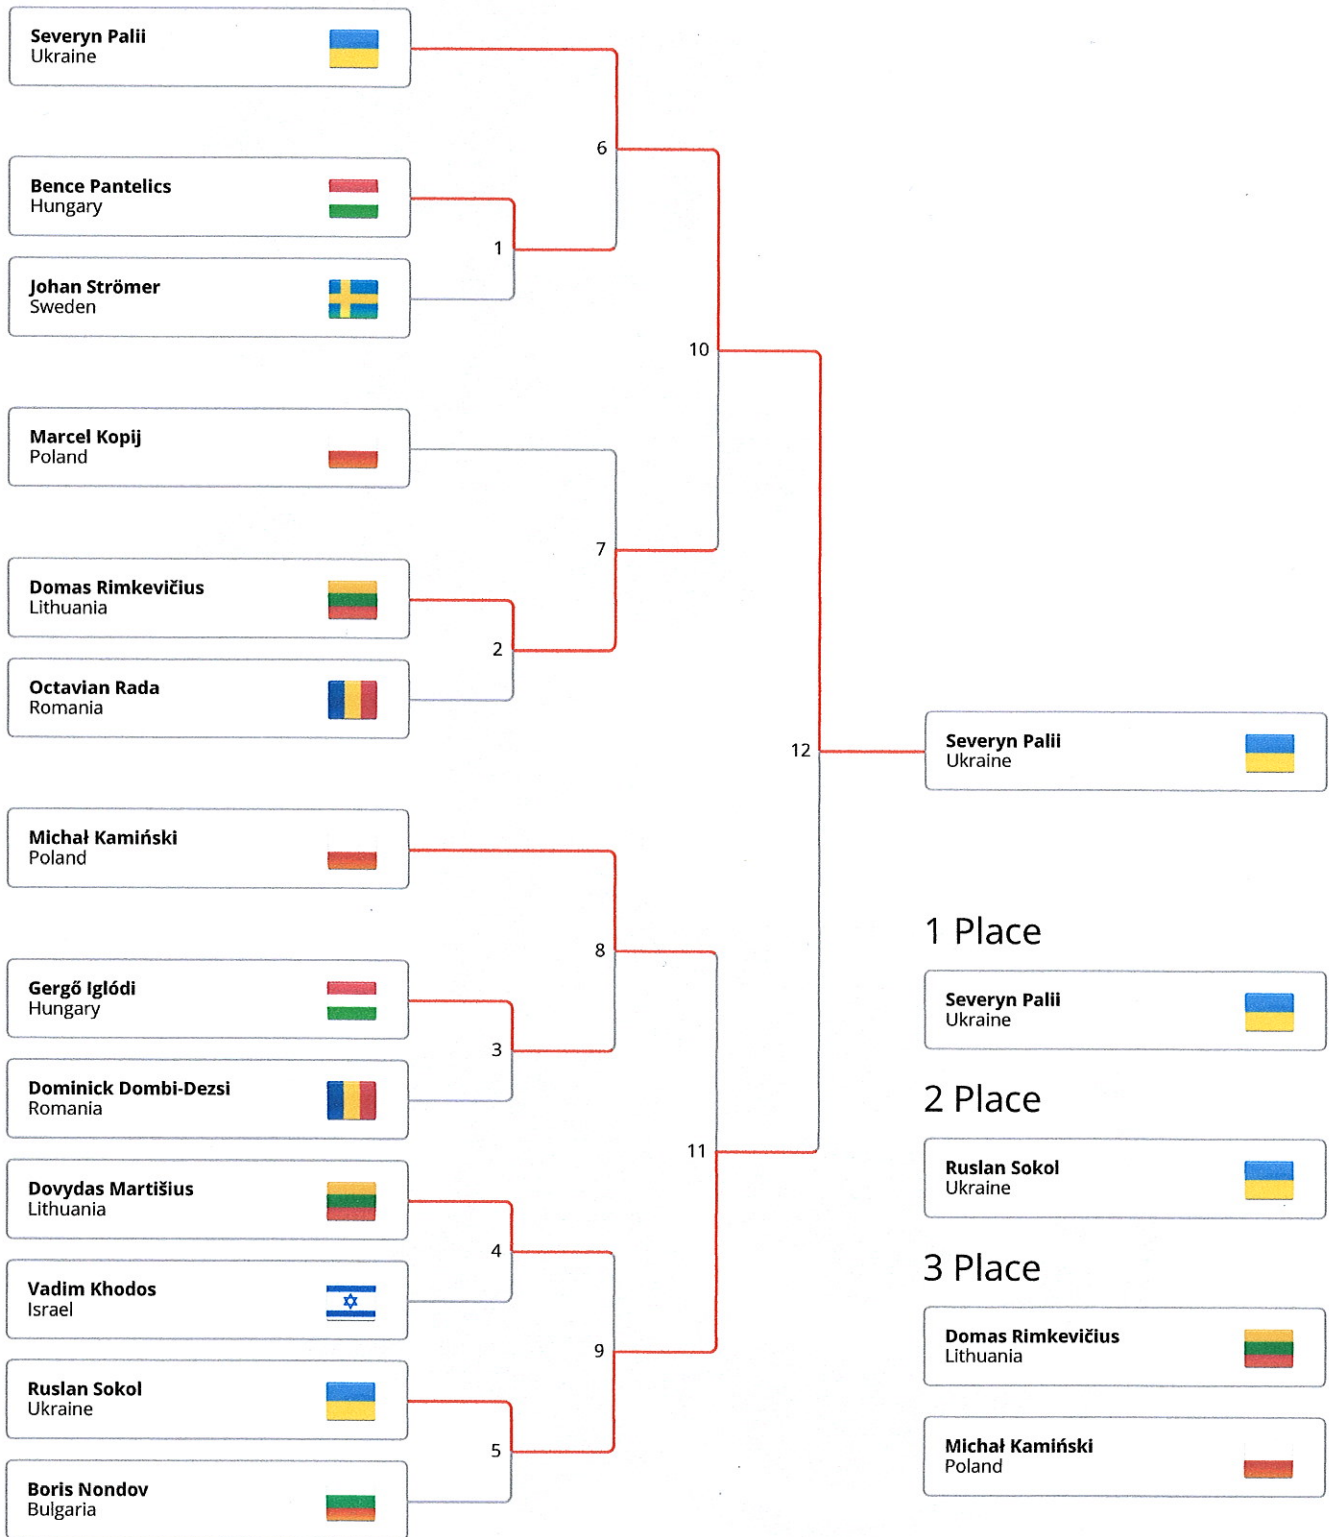 Severyn Palii
Ukraine
6
Bence Pantelics
Hungary
1
Johan Strömer
Sweden
10
Marcel Kopij
Poland
7
Domas Rimkevičius
Lithuania
2
Octavian Rada
Romania
12
Severyn Palii
Ukraine
Michał Kamiński
Poland
8
Gergő Iglódi
Hungary
3
Dominick Dombi-Dezsi
Romania
11
Dovydas Martišius
Lithuania
4
Vadim Khodos
Israel
9
Ruslan Sokol
Ukraine
5
Boris Nondov
Bulgaria
1 Place
Severyn Palii
Ukraine
2 Place
Ruslan Sokol
Ukraine
3 Place
Domas Rimkevičius
Lithuania
Michał Kamiński
Poland